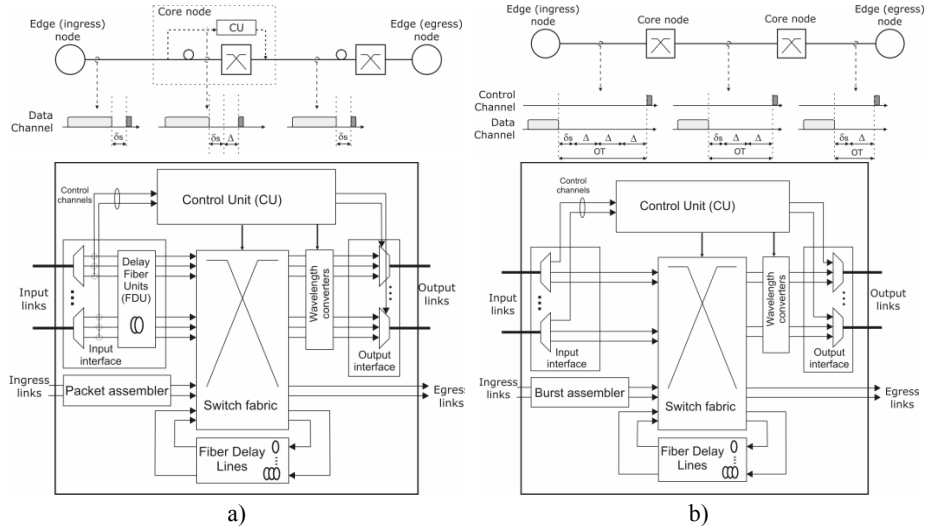 Edge (ingress)
node
Core node
CU
Edge (egress)
node
Data
Channel
δs
δs
Δ
δs
Control
channels
Control Unit (CU)
Delay
Fiber
Units
(FDU)
Input
links
Input
interface
Wavelength
converters
Output
links
Output
interface
Ingress
links
Packet assembler
Switch fabric
Egress
links
Fiber Delay
Lines
a)
Edge (ingress)
node
Core node
Core node
Edge (egress)
node
Control
Channel
Data
Channel
δs Δ Δ Δ
OT
δs Δ Δ
OT
δs Δ
OT
Control
channels
Control Unit (CU)
Input
links
Input
interface
Wavelength
converters
Output
links
Output
interface
Ingress
links
Burst assembler
Switch fabric
Egress
links
Fiber Delay
Lines
b)